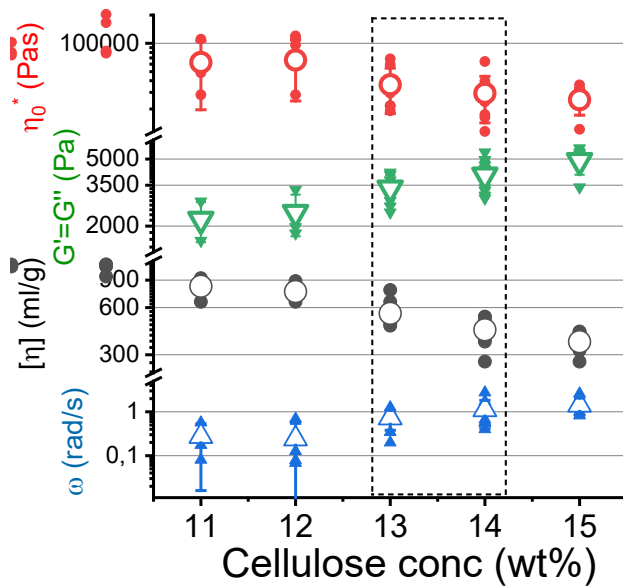 η0* (Pas)
100000
G'=G'' (Pa)
5000
3500
2000
[η] (ml/g)
900
600
300
ω (rad/s)
1
0,1
11 12 13 14 15
Cellulose conc (wt%)